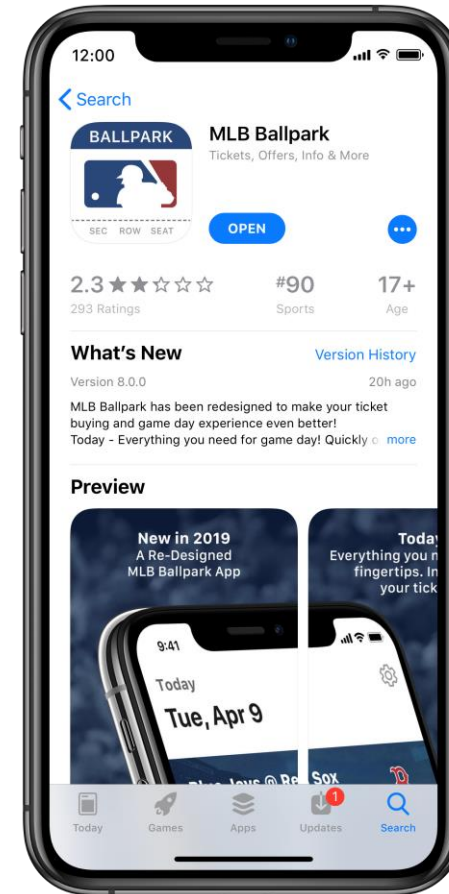 12:00
Search
BALLPARK
SEC ROW SEAT
MLB Ballpark
Tickets, Offers, Info & More
OPEN
2.3 #90 17+
293 Ratings Sports Age
What's New Version History
Version 8.0.0 20h ago
MLB Ballpark has been redesigned to make your ticket
buying and game day experience even better!
Today - Everything you need for game day! Quickly more
Preview
New in 2019
A Re-Designed
MLB Ballpark App
9:41
Today
Tue, Apr 9
Blue Jays @ Red Sox
Today
Everything you
fingertips. In
your tick
1
Today Games Apps Updates Search